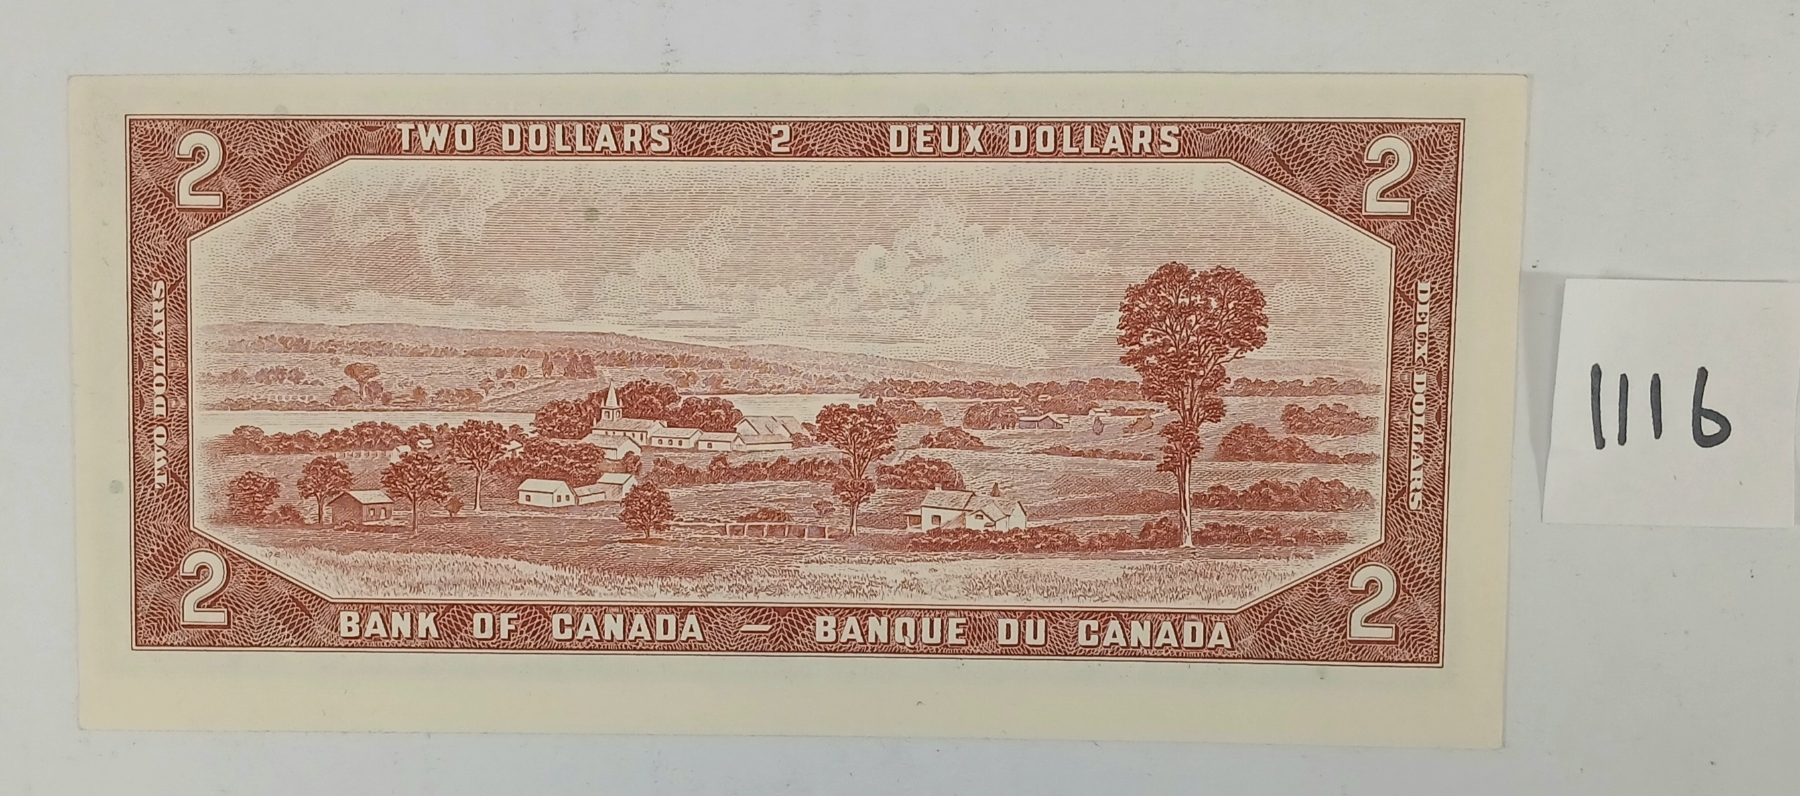 TWO DOLLARS 2 DEUX DOLLARS
2 2
TWO DOLLARS
DEUX DOLLARS
1116
2 2
BANK OF CANADA – BANQUE DU CANADA